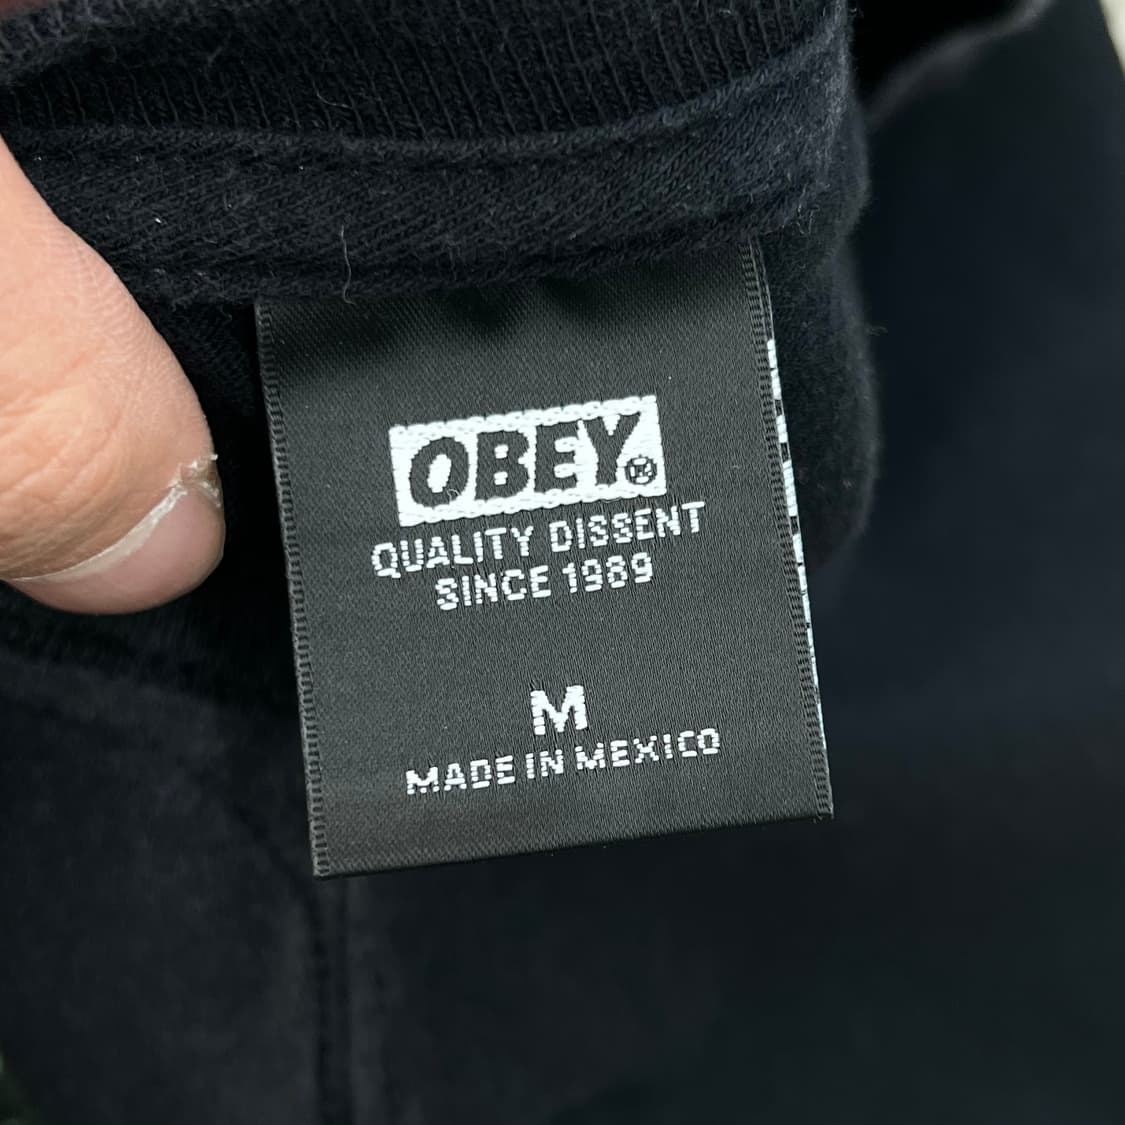 OBEY®
QUALITY DISSENT
SINCE 1989
M
MADE IN MEXICO